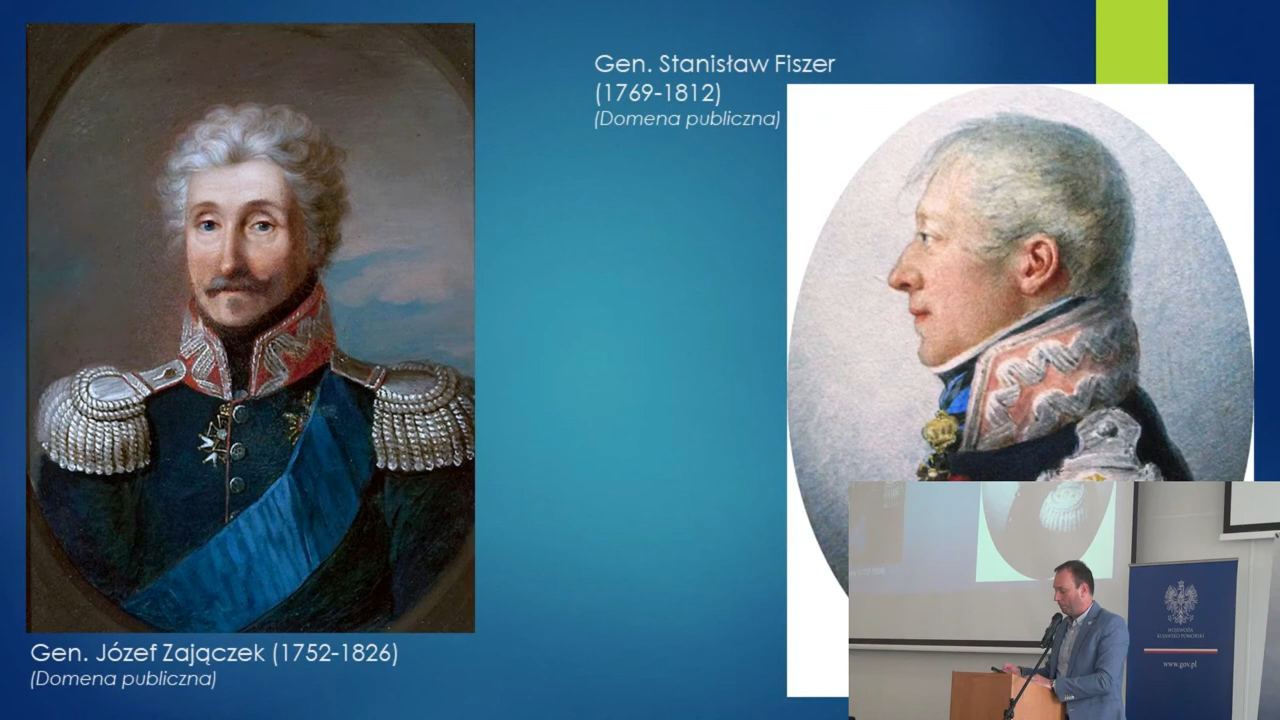 Gen. Stanisław Fiszer
(1769-1812)
(Domena publiczna)
Gen. Józef Zajączek (1752-1826)
(Domena publiczna)
WOJEWODA
KUJAWSKO-POMORSKI
www.gov.pl